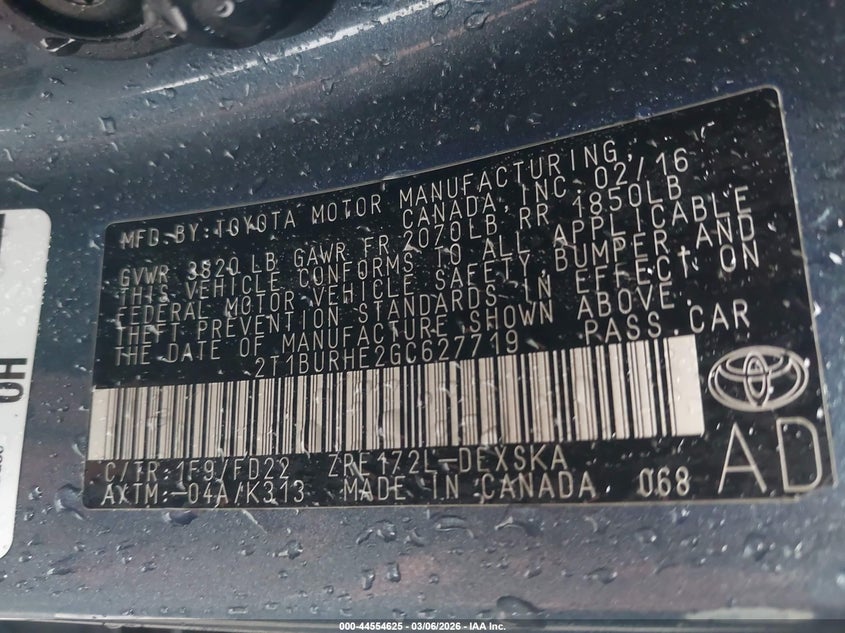 MFD.BY:TOYOTA MOTOR MANUFACTURING,
CANADA, INC. 02/16
GVWR 3820 LB GAWR FR 2070LB RR 1850LB
THIS VEHICLE CONFORMS TO ALL APPLICABLE
FEDERAL MOTOR VEHICLE SAFETY, BUMPER, AND
THEFT PREVENTION STANDARDS IN EFFECT ON
THE DATE OF MANUFACTURE SHOWN ABOVE.
2T1BURHE2GC627719 PASS.CAR
C/TR:1F9/FD22 ZRE172L-DEXSKA
AXTM:-04A/K313 MADE IN CANADA 068
AD
HO
000-44554625 - 03/06/2026 - IAA Inc.